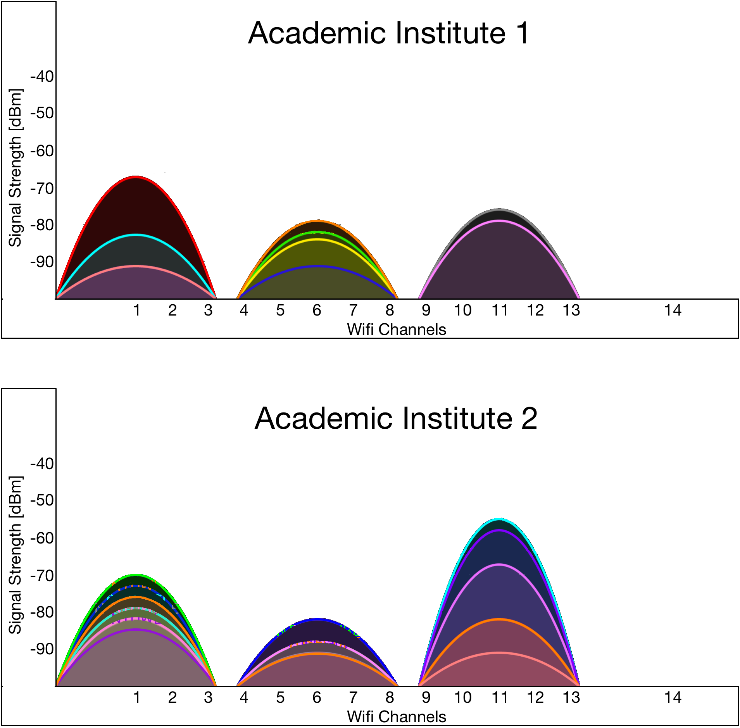 Academic Institute 1
Signal Strength [dBm]
-40
-50
-60
-70
-80
-90
1 2 3 4 5 6 7 8 9 10 11 12 13 14
Wifi Channels
Academic Institute 2
Signal Strength [dBm]
-40
-50
-60
-70
-80
-90
1 2 3 4 5 6 7 8 9 10 11 12 13 14
Wifi Channels